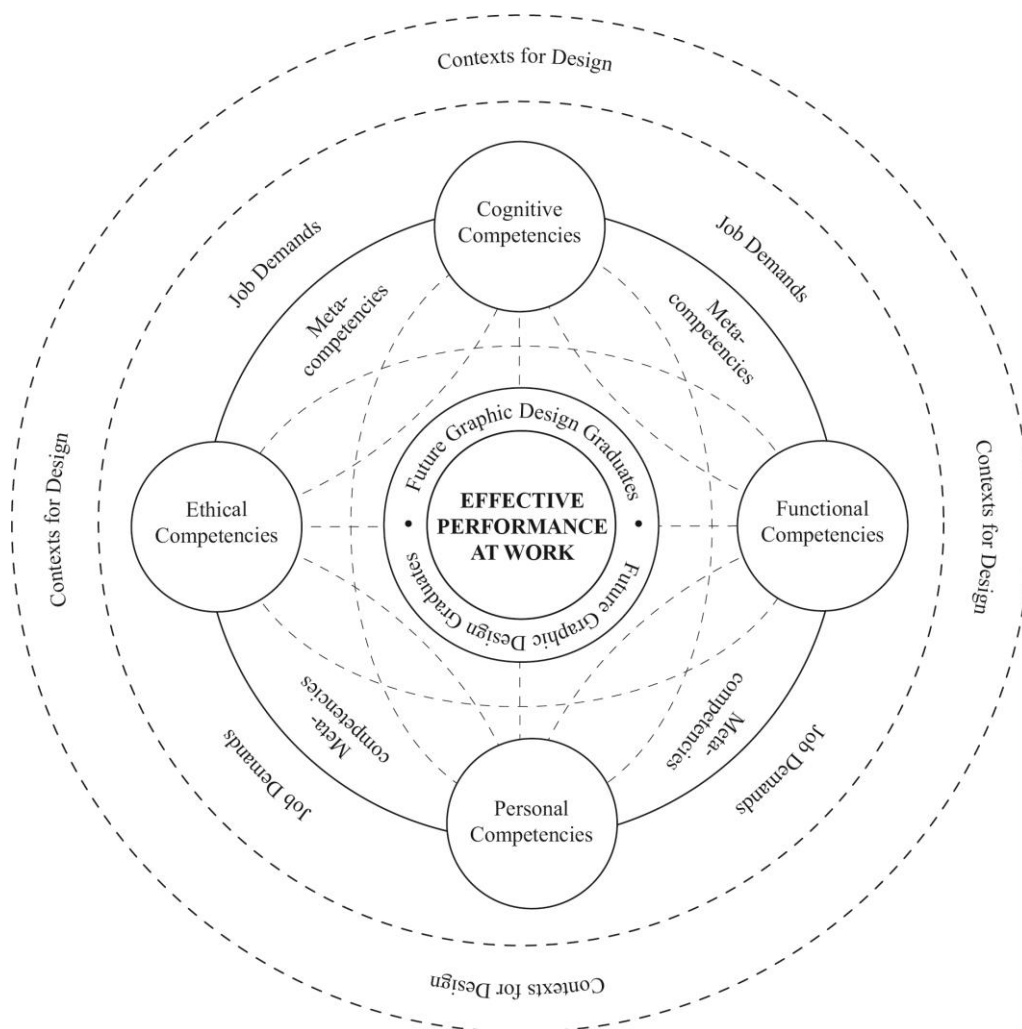 Contexts for Design
Job Demands
Job Demands
Cognitive
Competencies
Meta-
competencies
Meta-
competencies
Contexts for Design
Contexts for Design
Future Graphic Design Graduates
Ethical
Competencies
EFFECTIVE
PERFORMANCE
AT WORK
Functional
Competencies
• •
Future Graphic Design Graduates
Meta-
competencies
Meta-
competencies
Job Demands
Job Demands
Personal
Competencies
Contexts for Design